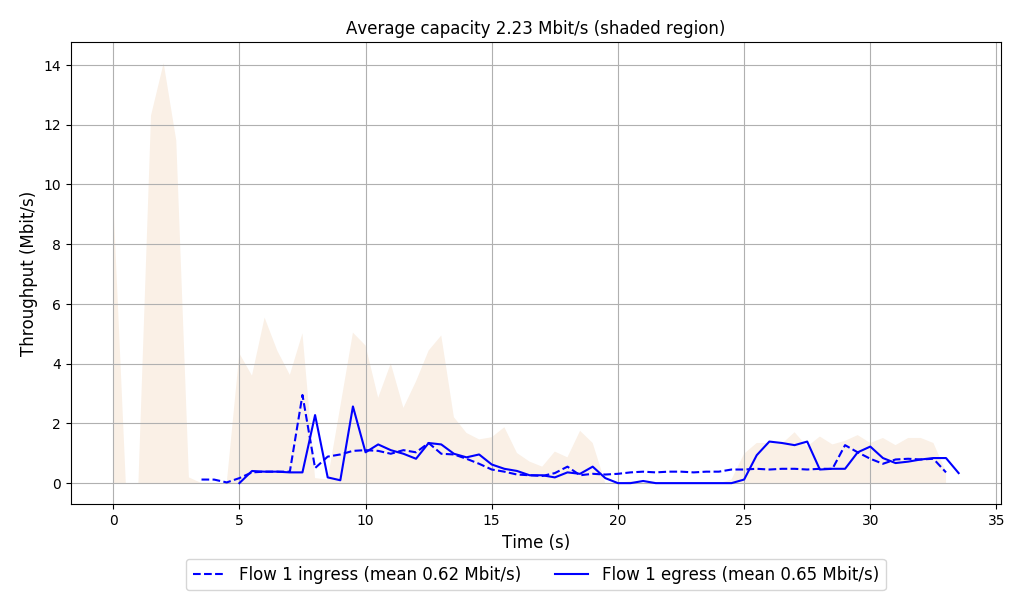 Average capacity 2.23 Mbit/s (shaded region)
Throughput (Mbit/s)
14
12
10
8
6
4
2
0
0 5 10 15 20 25 30 35
Time (s)
Flow 1 ingress (mean 0.62 Mbit/s) Flow 1 egress (mean 0.65 Mbit/s)